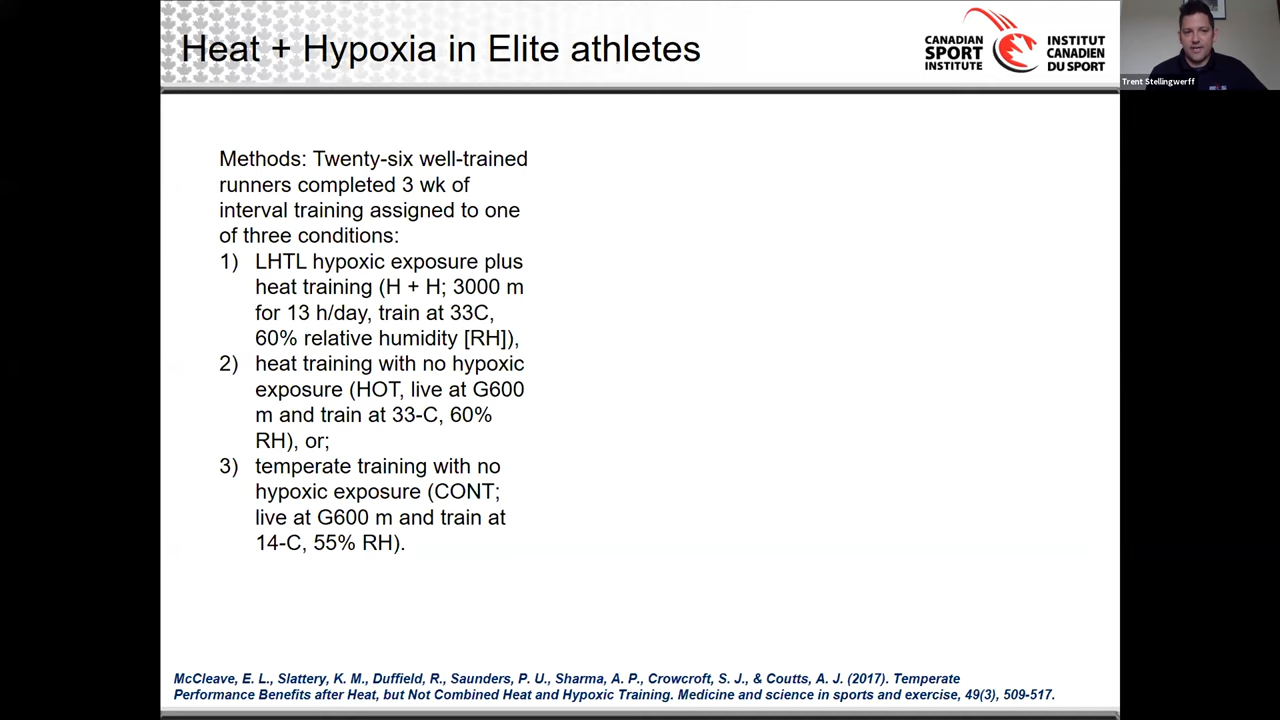 Heat + Hypoxia in Elite athletes
CANADIAN
SPORT
INSTITUTE
INSTITUT
CANADIEN
DU SPORT
Trent Stellingwerff
Methods: Twenty-six well-trained
runners completed 3 wk of
interval training assigned to one
of three conditions:
1) LHTL hypoxic exposure plus
heat training (H + H; 3000 m
for 13 h/day, train at 33C,
60% relative humidity [RH]),
2) heat training with no hypoxic
exposure (HOT, live at G600
m and train at 33-C, 60%
RH), or;
3) temperate training with no
hypoxic exposure (CONT;
live at G600 m and train at
14-C, 55% RH).
McCleave, E. L., Slattery, K. M., Duffield, R., Saunders, P. U., Sharma, A. P., Crowcroft, S. J., & Coutts, A. J. (2017). Temperate
Performance Benefits after Heat, but Not Combined Heat and Hypoxic Training. Medicine and science in sports and exercise, 49(3), 509-517.